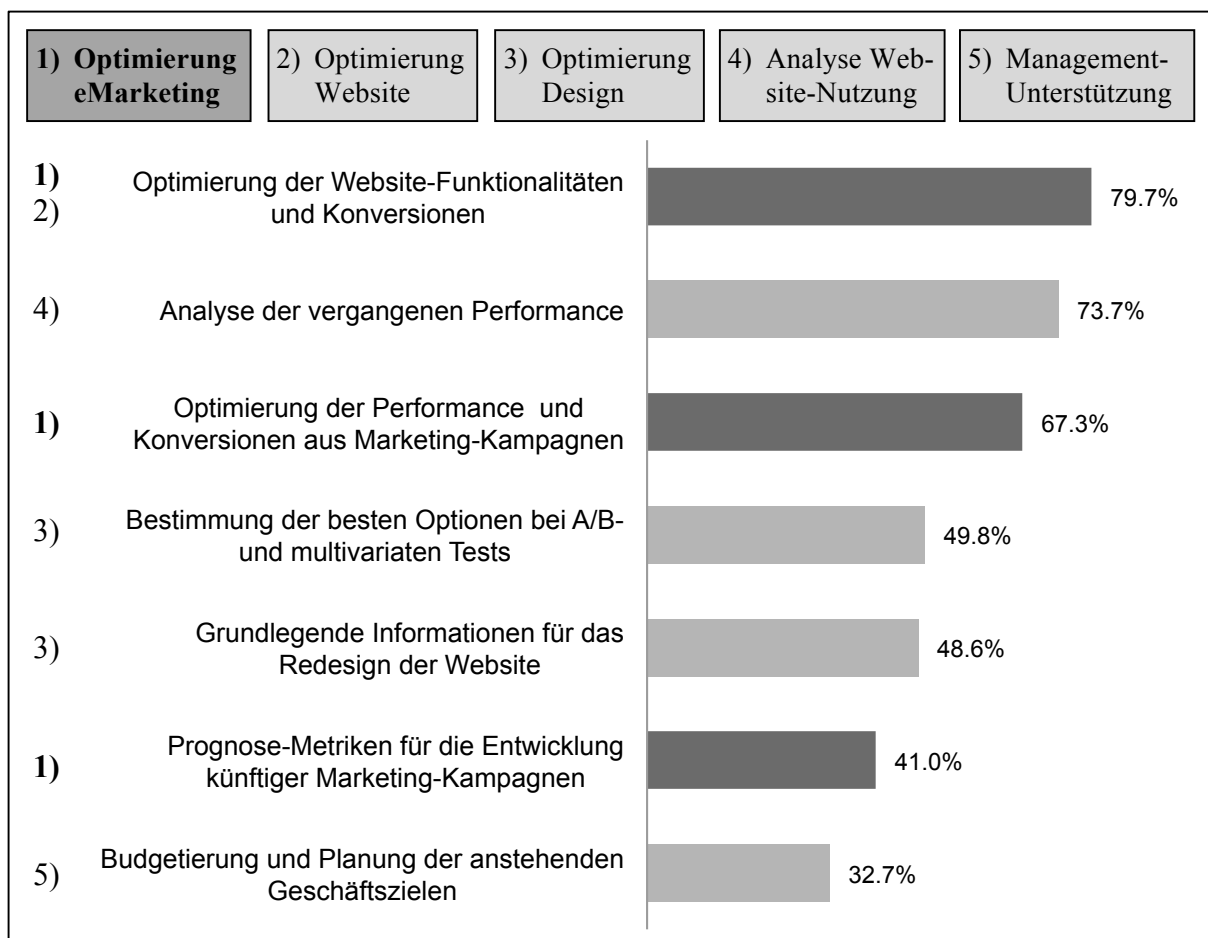 1) Optimierung
eMarketing
2) Optimierung
Website
3) Optimierung
Design
4) Analyse Web-
site-Nutzung
5) Management-
Unterstützung
1)
2)
Optimierung der Website-Funktionalitäten
und Konversionen
79.7%
4)
Analyse der vergangenen Performance
73.7%
1)
Optimierung der Performance und
Konversionen aus Marketing-Kampagnen
67.3%
3)
Bestimmung der besten Optionen bei A/B-
und multivariaten Tests
49.8%
3)
Grundlegende Informationen für das
Redesign der Website
48.6%
1)
Prognose-Metriken für die Entwicklung
künftiger Marketing-Kampagnen
41.0%
5)
Budgetierung und Planung der anstehenden
Geschäftszielen
32.7%